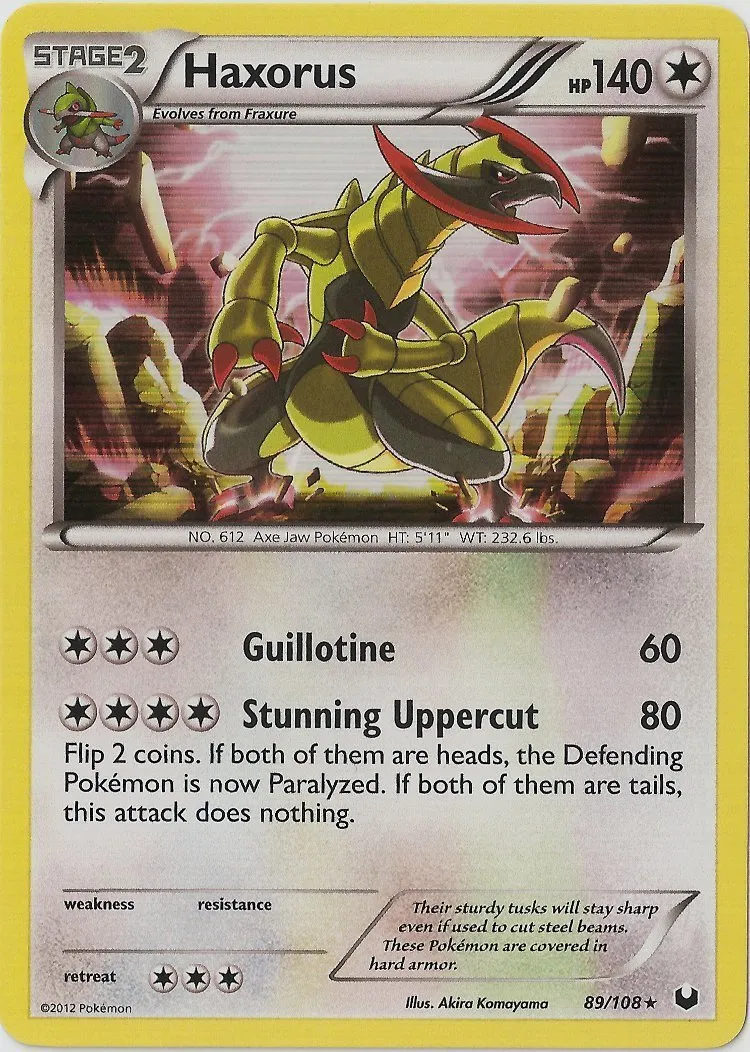 STAGE2
Haxorus
HP140
Evolves from Fraxure
NO. 612 Axe Jaw Pokémon HT: 5'11" WT: 232.6 lbs.
Guillotine 60
Stunning Uppercut 80
Flip 2 coins. If both of them are heads, the Defending
Pokémon is now Paralyzed. If both of them are tails,
this attack does nothing.
weakness resistance
Their sturdy tusks will stay sharp
even if used to cut steel beams.
These Pokémon are covered in
hard armor.
retreat
©2012 Pokémon
Illus. Akira Komayama 89/108★